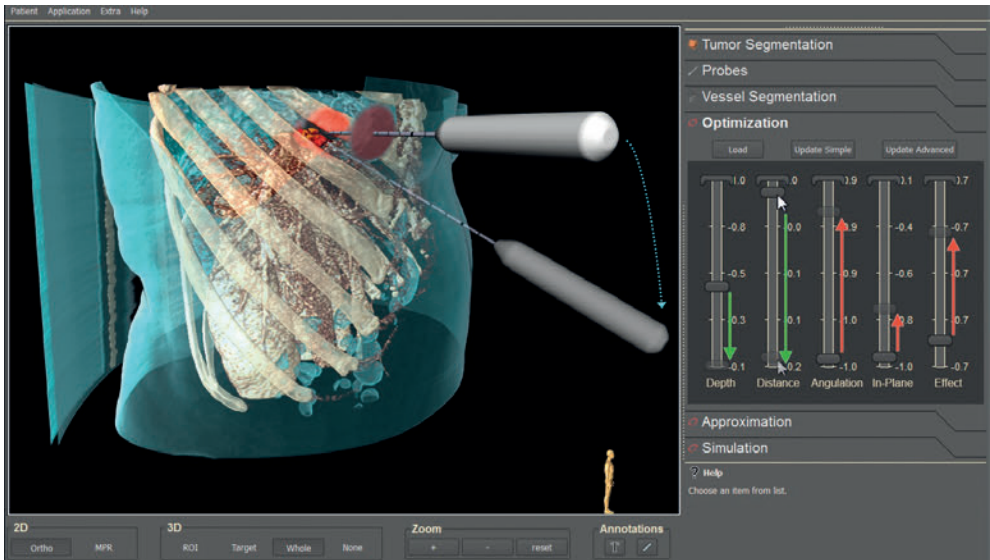 Patient Application Extra Help
Tumor Segmentation
Probes
Vessel Segmentation
Optimization
Load Update Simple Update Advanced
1.0 .0 0.9 0.1 0.7
-0.8 0.0 0.9 -0.4 -0.7
-0.5 -0.1 -0.9 -0.6 -0.7
0.3 -0.1 -1.0 0.8 -0.7
-0.1 -0.2 -1.0 -1.0 -0.7
Depth Distance Angulation In-Plane Effect
Approximation
Simulation
? Help
Choose an item from list.
2D 3D Zoom Annotations
Ortho MPR ROI Target Whole None + - reset